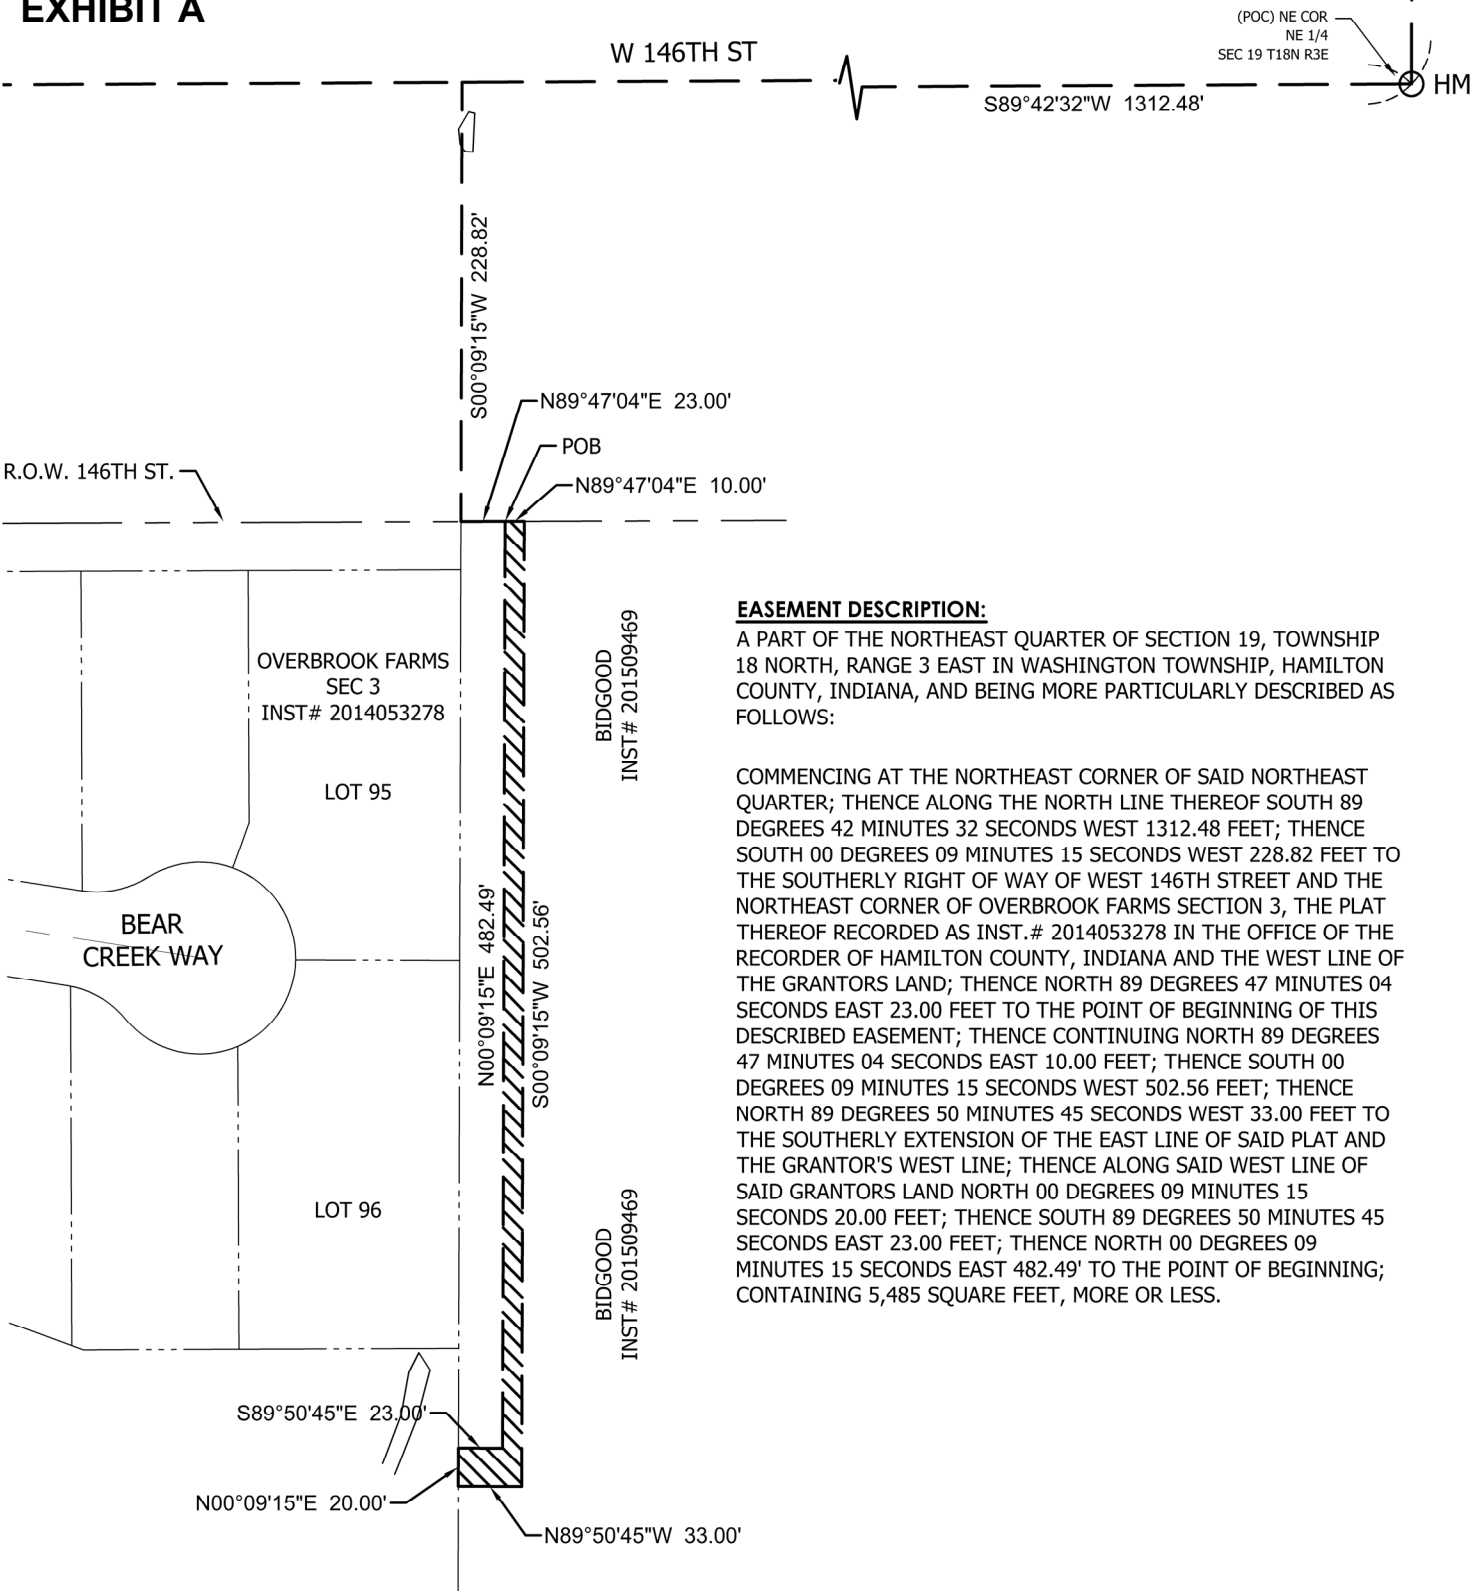 EXHIBIT A
(POC) NE COR
NE 1/4
SEC 19 T18N R3E
W 146TH ST
HM
S89°42'32"W 1312.48'
S00°09'15"W 228.82'
N89°47'04"E 23.00'
POB
R.O.W. 146TH ST.
N89°47'04"E 10.00'
OVERBROOK FARMS
SEC 3
INST# 2014053278
LOT 95
BIDGOOD
INST# 201509469
BEAR
CREEK WAY
N00°09'15"E 482.49'
S00°09'15"W 502.56'
LOT 96
BIDGOOD
INST# 201509469
S89°50'45"E 23.00'
N00°09'15"E 20.00'
N89°50'45"W 33.00'
EASEMENT DESCRIPTION:
A PART OF THE NORTHEAST QUARTER OF SECTION 19, TOWNSHIP
18 NORTH, RANGE 3 EAST IN WASHINGTON TOWNSHIP, HAMILTON
COUNTY, INDIANA, AND BEING MORE PARTICULARLY DESCRIBED AS
FOLLOWS:
COMMENCING AT THE NORTHEAST CORNER OF SAID NORTHEAST
QUARTER; THENCE ALONG THE NORTH LINE THEREOF SOUTH 89
DEGREES 42 MINUTES 32 SECONDS WEST 1312.48 FEET; THENCE
SOUTH 00 DEGREES 09 MINUTES 15 SECONDS WEST 228.82 FEET TO
THE SOUTHERLY RIGHT OF WAY OF WEST 146TH STREET AND THE
NORTHEAST CORNER OF OVERBROOK FARMS SECTION 3, THE PLAT
THEREOF RECORDED AS INST.# 2014053278 IN THE OFFICE OF THE
RECORDER OF HAMILTON COUNTY, INDIANA AND THE WEST LINE OF
THE GRANTORS LAND; THENCE NORTH 89 DEGREES 47 MINUTES 04
SECONDS EAST 23.00 FEET TO THE POINT OF BEGINNING OF THIS
DESCRIBED EASEMENT; THENCE CONTINUING NORTH 89 DEGREES
47 MINUTES 04 SECONDS EAST 10.00 FEET; THENCE SOUTH 00
DEGREES 09 MINUTES 15 SECONDS WEST 502.56 FEET; THENCE
NORTH 89 DEGREES 50 MINUTES 45 SECONDS WEST 33.00 FEET TO
THE SOUTHERLY EXTENSION OF THE EAST LINE OF SAID PLAT AND
THE GRANTOR'S WEST LINE; THENCE ALONG SAID WEST LINE OF
SAID GRANTORS LAND NORTH 00 DEGREES 09 MINUTES 15
SECONDS 20.00 FEET; THENCE SOUTH 89 DEGREES 50 MINUTES 45
SECONDS EAST 23.00 FEET; THENCE NORTH 00 DEGREES 09
MINUTES 15 SECONDS EAST 482.49' TO THE POINT OF BEGINNING;
CONTAINING 5,485 SQUARE FEET, MORE OR LESS.